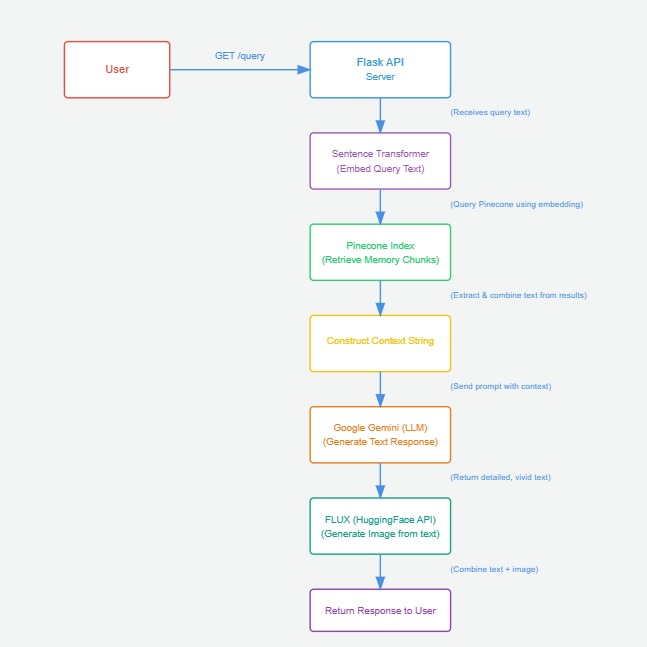 GET /query
User
Flask API
Server
(Receives query text)
Sentence Transformer
(Embed Query Text)
(Query Pinecone using embedding)
Pinecone Index
(Retrieve Memory Chunks)
(Extract & combine text from results)
Construct Context String
(Send prompt with context)
Google Gemini (LLM)
(Generate Text Response)
(Return detailed, vivid text)
FLUX (HuggingFace API)
(Generate Image from text)
(Combine text + image)
Return Response to User